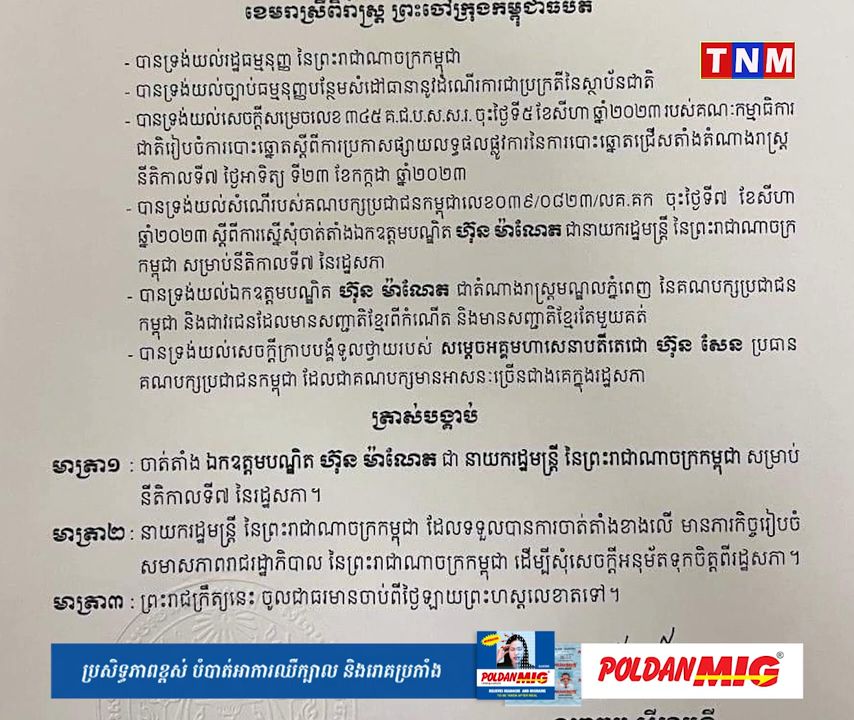 ខេមរាស្រីពិរាស្ត្រ ព្រះចៅក្រុងកម្ពុជាធិបតី
TNM
- បានទ្រង់យល់រដ្ឋធម្មនុញ្ញ នៃព្រះរាជាណាចក្រកម្ពុជា
- បានទ្រង់យល់ច្បាប់ធម្មនុញ្ញបន្ថែមសំដៅធានានូវដំណើរការជាប្រក្រតីនៃស្ថាប័នជាតិ
- បានទ្រង់យល់សេចក្តីសម្រេចលេខ ៣៤៥ គ.ជ.ប.ស.ស.រ. ចុះថ្ងៃទី៥ ខែសីហា ឆ្នាំ២០២៣ របស់គណៈកម្មាធិការ
ជាតិរៀបចំការបោះឆ្នោតស្តីពីការប្រកាសផ្សាយលទ្ធផលផ្លូវការនៃការបោះឆ្នោតជ្រើសតាំងតំណាងរាស្ត្រ
នីតិកាលទី៧ ថ្ងៃអាទិត្យ ទី២៣ ខែកក្កដា ឆ្នាំ២០២៣
- បានទ្រង់យល់សំណើរបស់គណបក្សប្រជាជនកម្ពុជាលេខ០៣៩/០៨២៣/លគ.គក ចុះថ្ងៃទី៧ ខែសីហា
ឆ្នាំ២០២៣ ស្តីពីការស្នើសុំចាត់តាំងឯកឧត្តមបណ្ឌិត ហ៊ុន ម៉ាណែត ជានាយករដ្ឋមន្ត្រី នៃព្រះរាជាណាចក្រ
កម្ពុជា សម្រាប់នីតិកាលទី៧ នៃរដ្ឋសភា
- បានទ្រង់យល់ឯកឧត្តមបណ្ឌិត ហ៊ុន ម៉ាណែត ជាតំណាងរាស្ត្រមណ្ឌលភ្នំពេញ នៃគណបក្សប្រជាជន
កម្ពុជា និងជាវរជនដែលមានសញ្ជាតិខ្មែរពីកំណើត និងមានសញ្ជាតិខ្មែរតែមួយគត់
- បានទ្រង់យល់សេចក្តីក្រាបបង្គំទូលថ្វាយរបស់ សម្តេចអគ្គមហាសេនាបតីតេជោ ហ៊ុន សែន ប្រធាន
គណបក្សប្រជាជនកម្ពុជា ដែលជាគណបក្សមានអាសនៈច្រើនជាងគេក្នុងរដ្ឋសភា
ត្រាស់បង្គាប់
មាត្រា១ : ចាត់តាំង ឯកឧត្តមបណ្ឌិត ហ៊ុន ម៉ាណែត ជា នាយករដ្ឋមន្ត្រី នៃព្រះរាជាណាចក្រកម្ពុជា សម្រាប់
នីតិកាលទី៧ នៃរដ្ឋសភា។
មាត្រា២ : នាយករដ្ឋមន្ត្រី នៃព្រះរាជាណាចក្រកម្ពុជា ដែលទទួលបានការចាត់តាំងខាងលើ មានភារកិច្ចរៀបចំ
សមាសភាពរាជរដ្ឋាភិបាល នៃព្រះរាជាណាចក្រកម្ពុជា ដើម្បីសុំសេចក្តីអនុម័តទុកចិត្តពីរដ្ឋសភា។
មាត្រា៣ : ព្រះរាជក្រឹត្យនេះ ចូលជាធរមានចាប់ពីថ្ងៃឡាយព្រះហស្តលេខាតទៅ។
ប្រសិទ្ធភាពខ្ពស់ បំបាត់អាការឈឺក្បាល និងរោគប្រកាំង
POLDANMIG
RELIEVES HEADACHE AND MIGRAINE
TO BE TAKEN AFTER MEAL
POLDANMIG